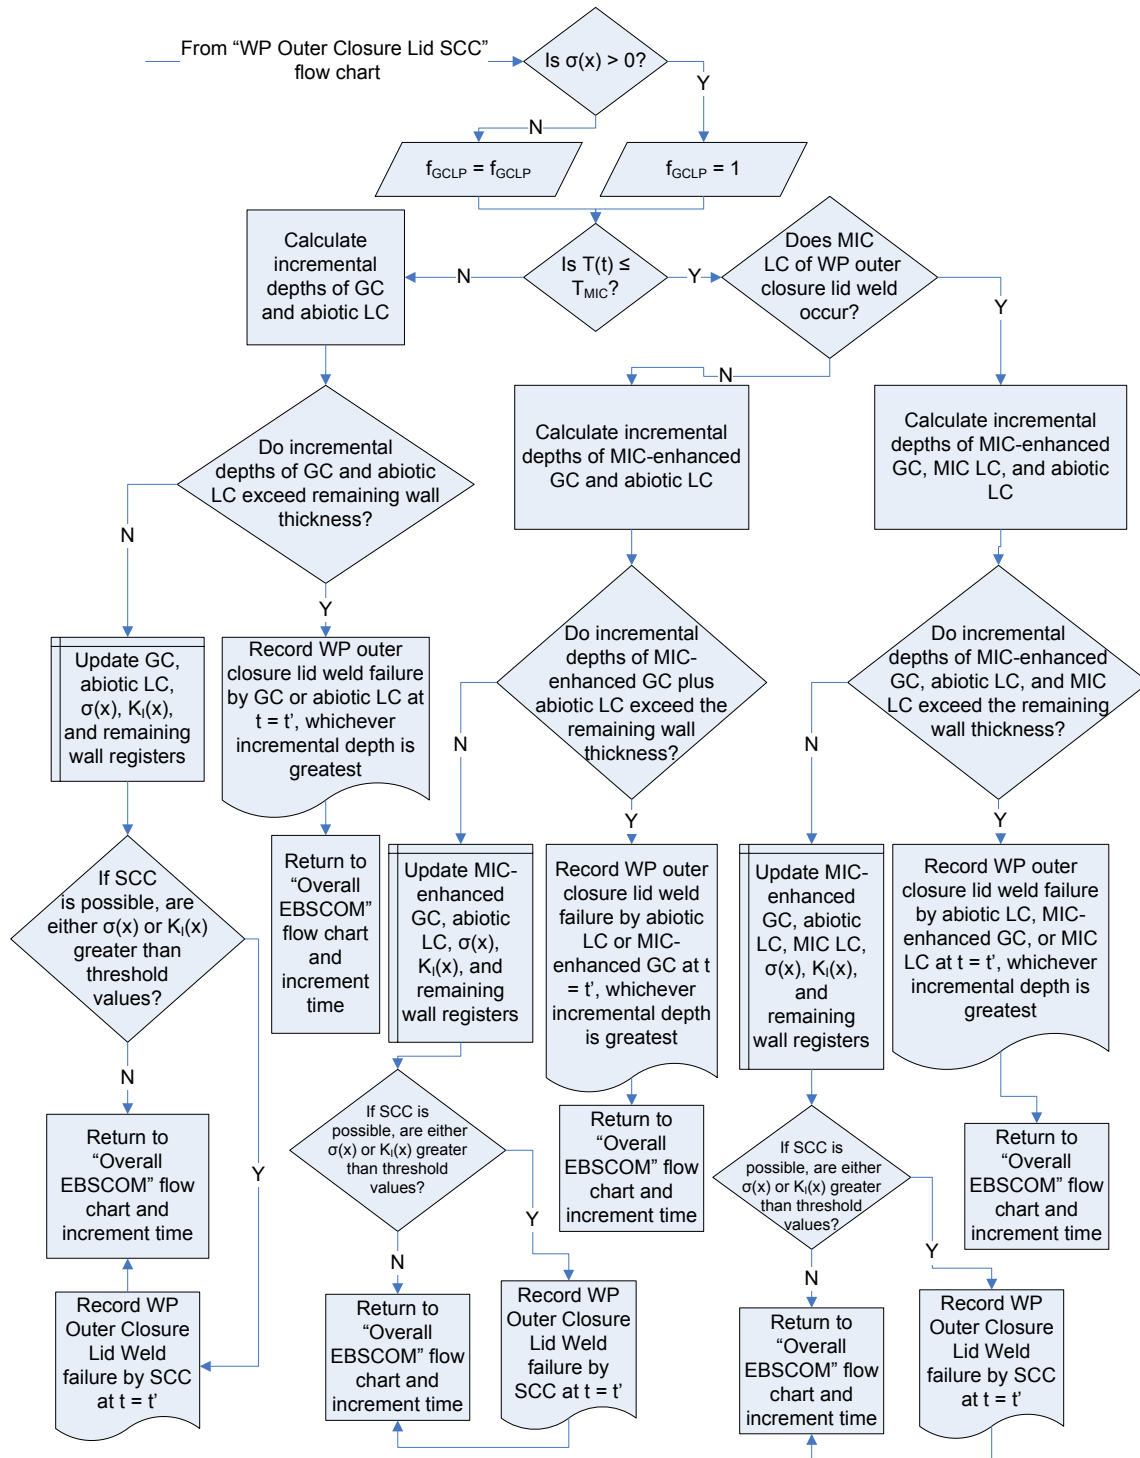 From “WP Outer Closure Lid SCC”
flow chart
Is σ(x) > 0?
Y
N
fGCLP = fGCLP
fGCLP = 1
Calculate
incremental
depths of GC
and abiotic LC
N
Is T(t) ≤
TMIC?
Y
Does MIC
LC of WP outer
closure lid weld
occur?
Y
N
Do incremental
depths of GC and abiotic
LC exceed remaining wall
thickness?
Calculate incremental
depths of MIC-enhanced
GC and abiotic LC
Calculate incremental
depths of MIC-enhanced
GC, MIC LC, and abiotic
LC
N
Y
Update GC,
abiotic LC,
σ(x), KI(x),
and remaining
wall registers
Record WP outer
closure lid weld failure
by GC or abiotic LC at
t = t’, whichever
incremental depth is
greatest
Do incremental
depths of MIC-
enhanced GC plus
abiotic LC exceed the
remaining wall
thickness?
Do incremental
depths of MIC-enhanced
GC, abiotic LC, and MIC
LC exceed the remaining
wall thickness?
N
Y
N
Y
If SCC
is possible, are
either σ(x) or KI(x)
greater than
threshold
values?
Return to
“Overall
EBSCOM”
flow chart
and
increment
time
Update MIC-
enhanced
GC, abiotic
LC, σ(x),
KI(x), and
remaining
wall registers
Record WP outer
closure lid weld
failure by abiotic
LC or MIC-
enhanced GC at t
= t’, whichever
incremental depth
is greatest
Update MIC-
enhanced
GC, abiotic
LC, MIC LC,
σ(x), KI(x),
and
remaining
wall registers
Record WP outer
closure lid weld failure
by abiotic LC, MIC-
enhanced GC, or MIC
LC at t = t’, whichever
incremental depth is
greatest
N
Y
Return to
“Overall
EBSCOM” flow
chart and
increment time
Record WP
Outer Closure
Lid Weld
failure by SCC
at t = t’
If SCC is
possible, are either
σ(x) or KI(x) greater
than threshold
values?
Return to
“Overall
EBSCOM” flow
chart and
increment time
If SCC is
possible, are either
σ(x) or KI(x) greater
than threshold
values?
Return to
“Overall
EBSCOM” flow
chart and
increment time
N
Y
Return to
“Overall
EBSCOM” flow
chart and
increment time
Record WP
Outer Closure
Lid Weld
failure by
SCC at t = t’
N
Y
Return to
“Overall
EBSCOM” flow
chart and
increment time
Record WP
Outer Closure
Lid Weld
failure by SCC
at t = t’